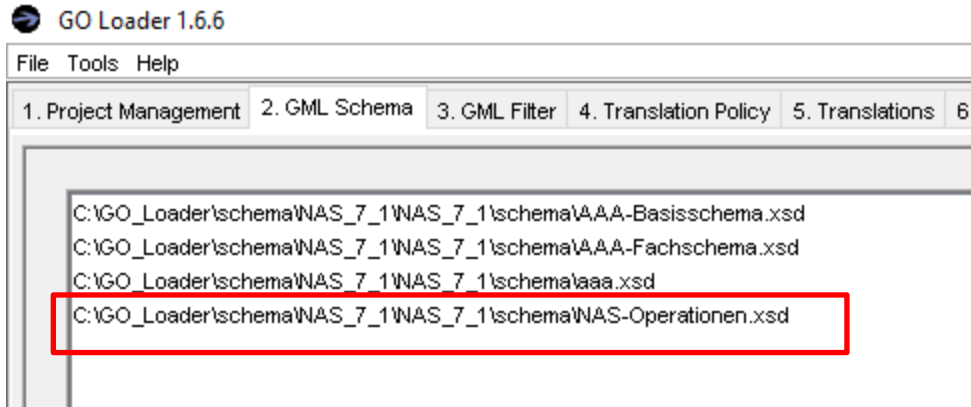 GO Loader 1.6.6
File Tools Help
1. Project Management 2. GML Schema 3. GML Filter 4. Translation Policy 5. Translations 6
C:\GO_Loader\schema\NAS_7_1\NAS_7_1\schema\AAA-Basisschema.xsd
C:\GO_Loader\schema\NAS_7_1\NAS_7_1\schema\AAA-Fachschema.xsd
C:\GO_Loader\schema\NAS_7_1\NAS_7_1\schema\aaa.xsd
C:\GO_Loader\schema\NAS_7_1\NAS_7_1\schema\NAS-Operationen.xsd